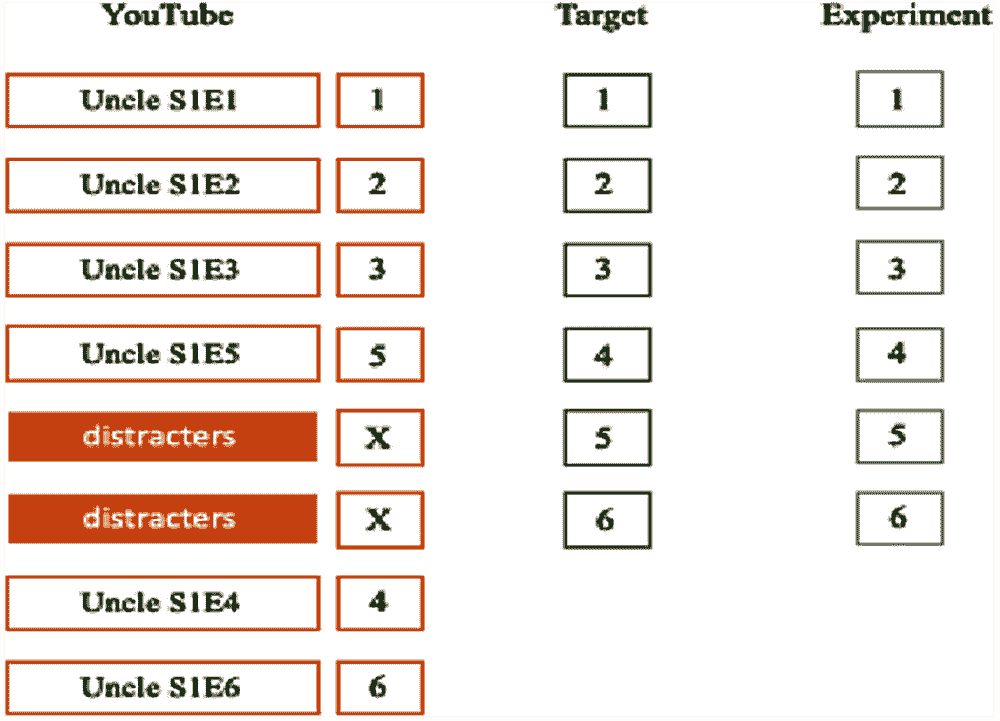 YouTube Target Experiment
Uncle S1E1 1 1 1
Uncle S1E2 2 2 2
Uncle S1E3 3 3 3
Uncle S1E5 5 4 4
distracters X 5 5
distracters X 6 6
Uncle S1E4 4
Uncle S1E6 6